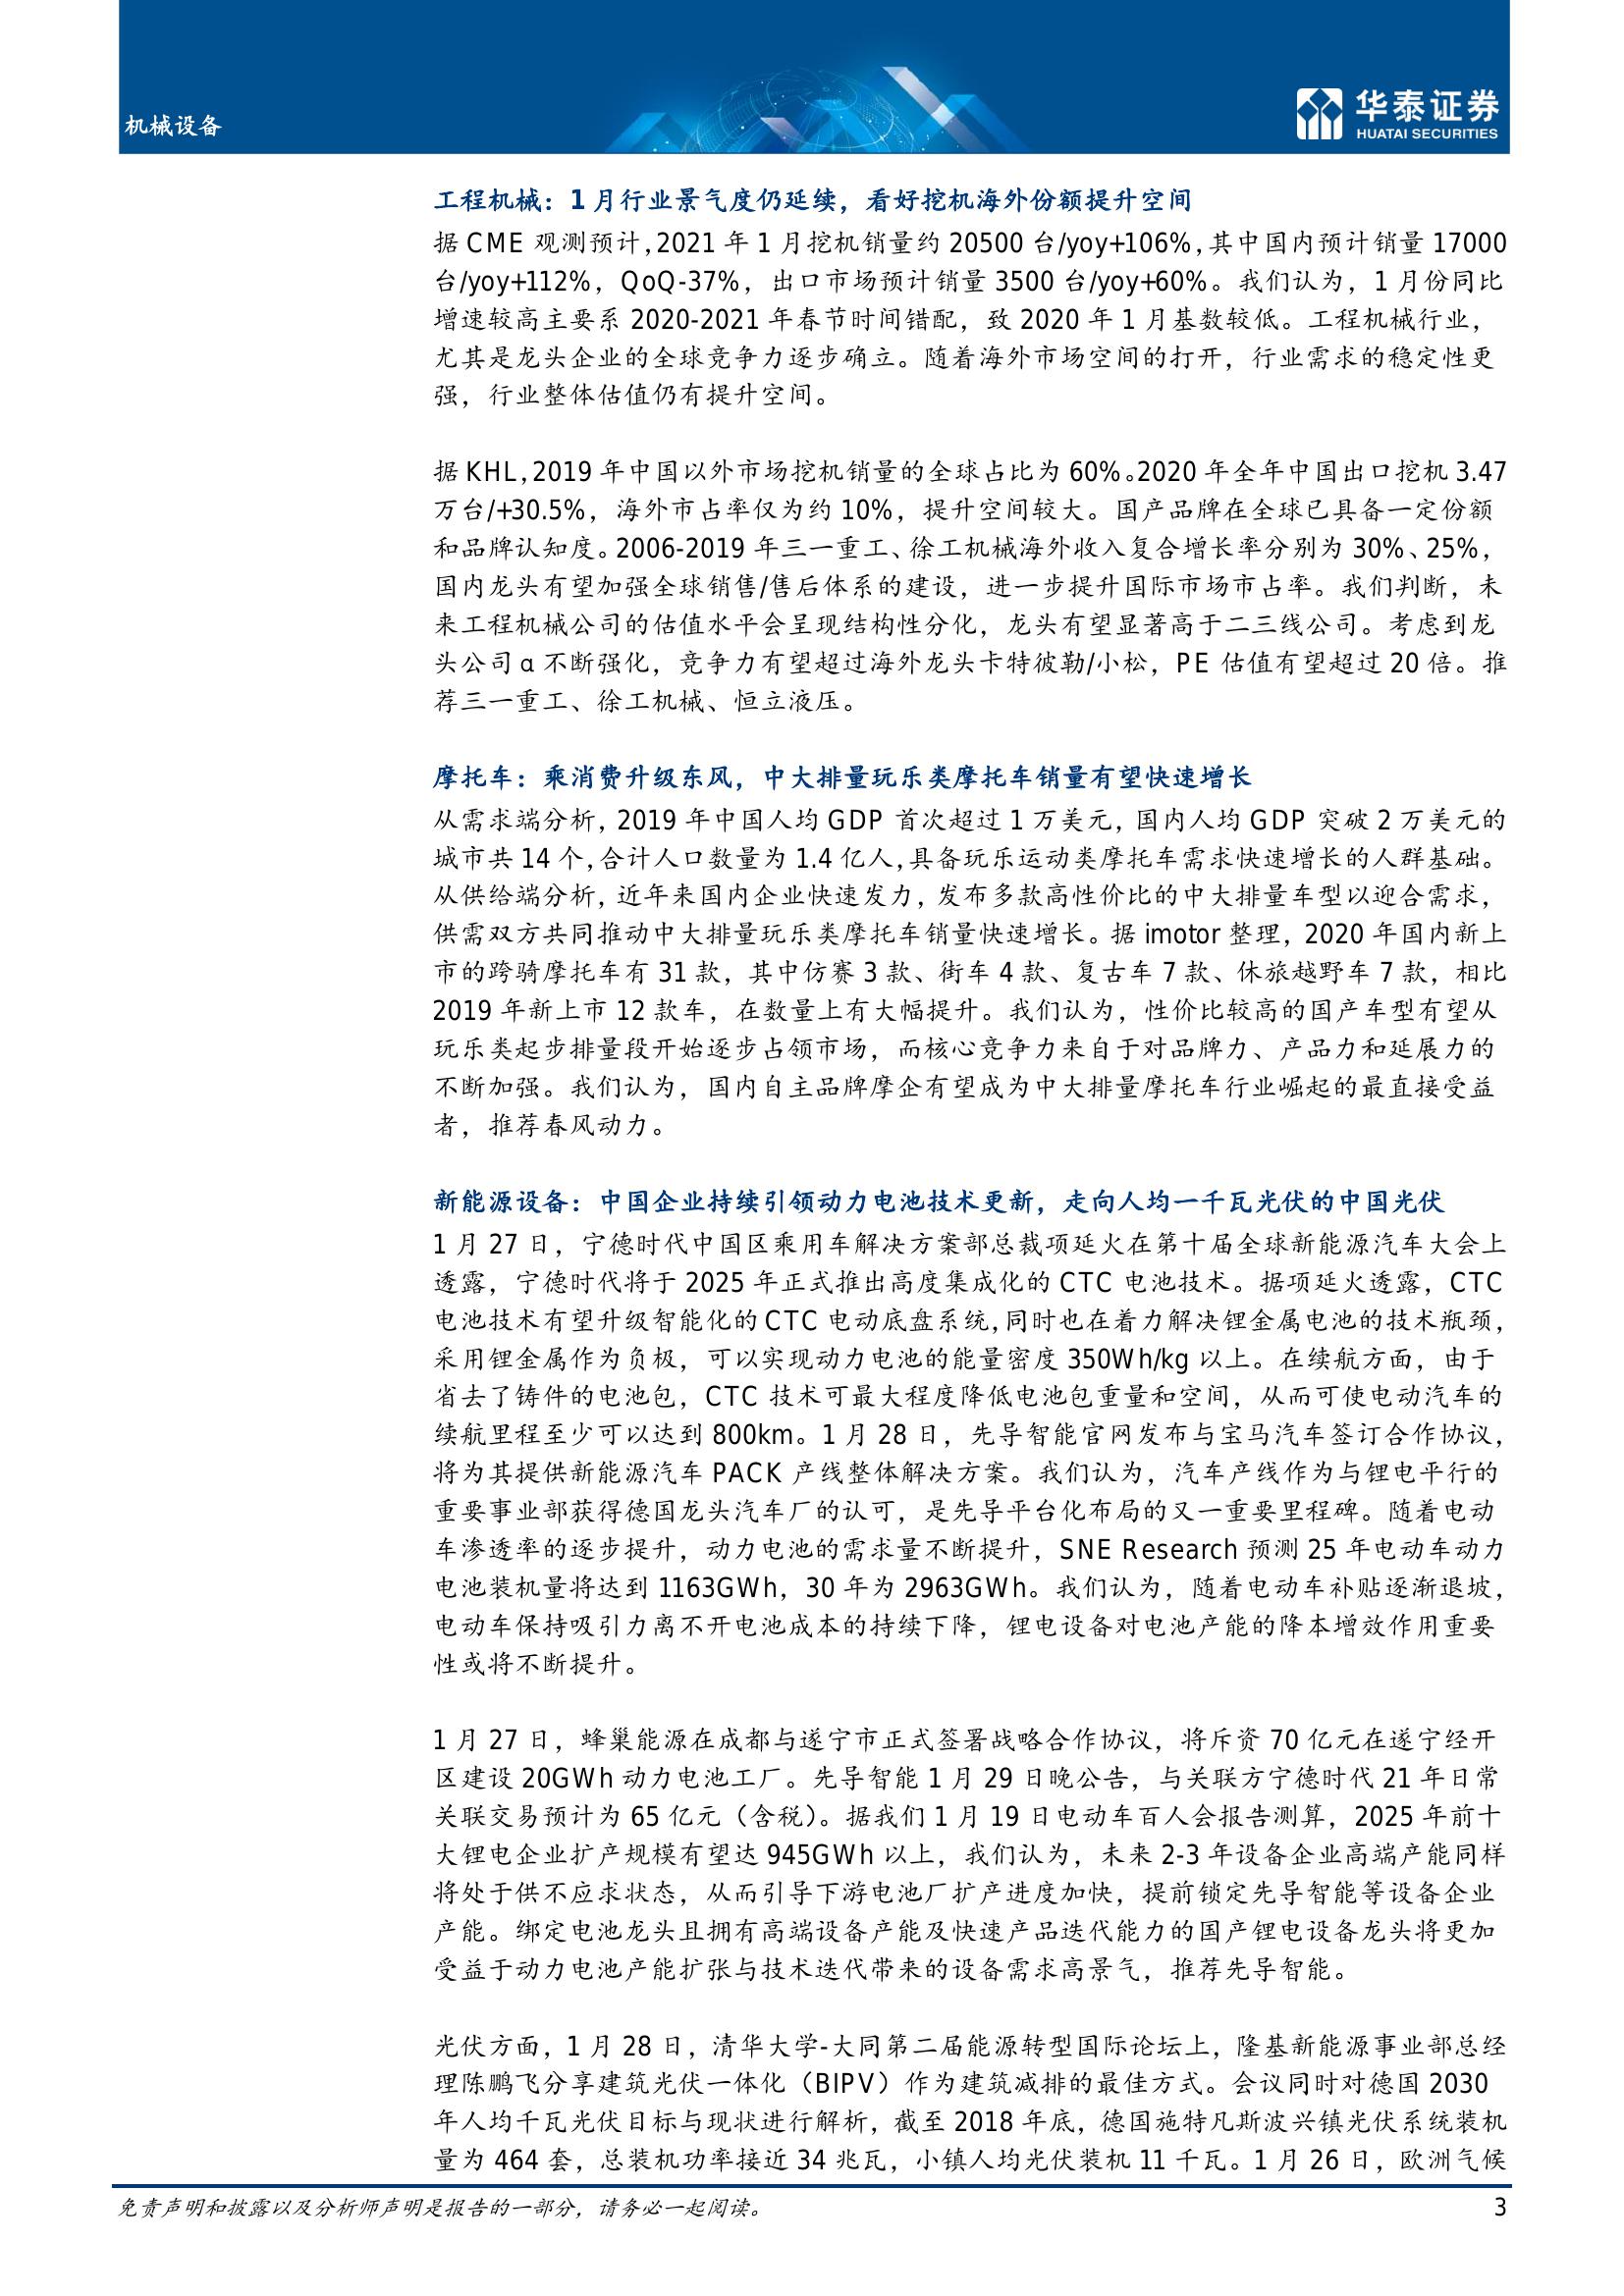 机械设备
华泰证券
HUATAI SECURITIES
工程机械：1 月行业景气度仍延续，看好挖机海外份额提升空间
据 CME 观测预计，2021 年 1 月挖机销量约 20500 台/yoy+106%，其中国内预计销量 17000
台/yoy+112%，QoQ-37%，出口市场预计销量 3500 台/yoy+60%。我们认为，1 月份同比
增速较高主要系 2020-2021 年春节时间错配，致 2020 年 1 月基数较低。工程机械行业，
尤其是龙头企业的全球竞争力逐步确立。随着海外市场空间的打开，行业需求的稳定性更
强，行业整体估值仍有提升空间。
据 KHL，2019 年中国以外市场挖机销量的全球占比为 60%。2020 年全年中国出口挖机 3.47
万台/+30.5%，海外市占率仅为约 10%，提升空间较大。国产品牌在全球已具备一定份额
和品牌认知度。2006-2019 年三一重工、徐工机械海外收入复合增长率分别为 30%、25%，
国内龙头有望加强全球销售/售后体系的建设，进一步提升国际市场市占率。我们判断，未
来工程机械公司的估值水平会呈现结构性分化，龙头有望显著高于二三线公司。考虑到龙
头公司 α 不断强化，竞争力有望超过海外龙头卡特彼勒/小松，PE 估值有望超过 20 倍。推
荐三一重工、徐工机械、恒立液压。
摩托车：乘消费升级东风，中大排量玩乐类摩托车销量有望快速增长
从需求端分析，2019 年中国人均 GDP 首次超过 1 万美元，国内人均 GDP 突破 2 万美元的
城市共 14 个，合计人口数量为 1.4 亿人，具备玩乐运动类摩托车需求快速增长的人群基础。
从供给端分析，近年来国内企业快速发力，发布多款高性价比的中大排量车型以迎合需求，
供需双方共同推动中大排量玩乐类摩托车销量快速增长。据 imotor 整理，2020 年国内新上
市的跨骑摩托车有 31 款，其中仿赛 3 款、街车 4 款、复古车 7 款、休旅越野车 7 款，相比
2019 年新上市 12 款车，在数量上有大幅提升。我们认为，性价比较高的国产车型有望从
玩乐类起步排量段开始逐步占领市场，而核心竞争力来自于对品牌力、产品力和延展力的
不断加强。我们认为，国内自主品牌摩企有望成为中大排量摩托车行业崛起的最直接受益
者，推荐春风动力。
新能源设备：中国企业持续引领动力电池技术更新，走向人均一千瓦光伏的中国光伏
1 月 27 日，宁德时代中国区乘用车解决方案部总裁项延火在第十届全球新能源汽车大会上
透露，宁德时代将于 2025 年正式推出高度集成化的 CTC 电池技术。据项延火透露，CTC
电池技术有望升级智能化的 CTC 电动底盘系统，同时也在着力解决锂金属电池的技术瓶颈，
采用锂金属作为负极，可以实现动力电池的能量密度 350Wh/kg 以上。在续航方面，由于
省去了铸件的电池包，CTC 技术可最大程度降低电池包重量和空间，从而可使电动汽车的
续航里程至少可以达到 800km。1 月 28 日，先导智能官网发布与宝马汽车签订合作协议，
将为其提供新能源汽车 PACK 产线整体解决方案。我们认为，汽车产线作为与锂电平行的
重要事业部获得德国龙头汽车厂的认可，是先导平台化布局的又一重要里程碑。随着电动
车渗透率的逐步提升，动力电池的需求量不断提升，SNE Research 预测 25 年电动车动力
电池装机量将达到 1163GWh，30 年为 2963GWh。我们认为，随着电动车补贴逐渐退坡，
电动车保持吸引力离不开电池成本的持续下降，锂电设备对电池产能的降本增效作用重要
性或将不断提升。
1 月 27 日，蜂巢能源在成都与遂宁市正式签署战略合作协议，将斥资 70 亿元在遂宁经开
区建设 20GWh 动力电池工厂。先导智能 1 月 29 日晚公告，与关联方宁德时代 21 年日常
关联交易预计为 65 亿元（含税）。据我们 1 月 19 日电动车百人会报告测算，2025 年前十
大锂电企业扩产规模有望达 945GWh 以上，我们认为，未来 2-3 年设备企业高端产能同样
将处于供不应求状态，从而引导下游电池厂扩产进度加快，提前锁定先导智能等设备企业
产能。绑定电池龙头且拥有高端设备产能及快速产品迭代能力的国产锂电设备龙头将更加
受益于动力电池产能扩张与技术迭代带来的设备需求高景气，推荐先导智能。
光伏方面，1 月 28 日，清华大学-大同第二届能源转型国际论坛上，隆基新能源事业部总经
理陈鹏飞分享建筑光伏一体化（BIPV）作为建筑减排的最佳方式。会议同时对德国 2030
年人均千瓦光伏目标与现状进行解析，截至 2018 年底，德国施特凡斯波兴镇光伏系统装机
量为 464 套，总装机功率接近 34 兆瓦，小镇人均光伏装机 11 千瓦。1 月 26 日，欧洲气候
免责声明和披露以及分析师声明是报告的一部分，请务必一起阅读。
3